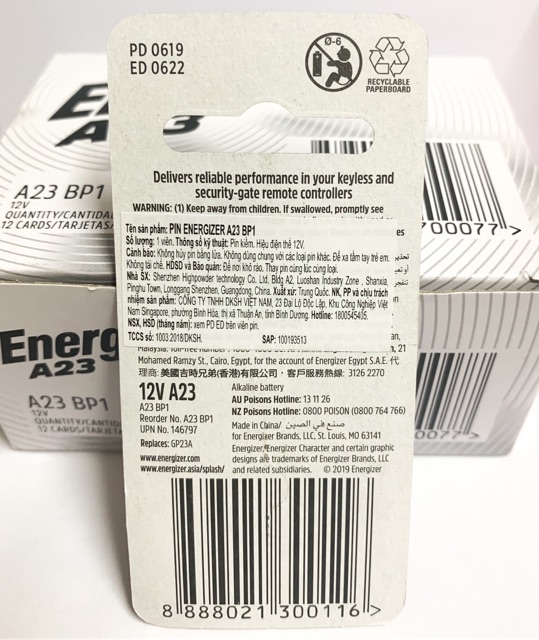 PD 0619
ED 0622
Ø-6
RECYCLABLE
PAPERBOARD
A23
A23 BP1
12V
QUANTITY/CANTIDA
12 CARDS/TARJETAS/
70077>
Delivers reliable performance in your keyless and
security-gate remote controllers
WARNING: (1) Keep away from children. If swallowed, promptly see
Tên sản phẩm: PIN ENERGIZER A23 BP1
Số lượng: 1 viên. Thông số kỹ thuật: Pin kiềm. Hiệu điện thế 12V.
Cảnh báo: Không hủy pin bằng lửa. Không dùng chung với các loại pin khác. Để xa tầm tay trẻ em.
Không tái chế. HDSD và Bảo quản: Để nơi khô ráo. Thay pin cùng lúc cùng loại.
Nhà SX: Shenzhen Highpower technology Co, Ltd, Bldg A2, Luoshan Industry Zone , Shanxia,
Pinghu Town, Longgang Shenzhen, Guangdong, China. Xuất xứ: Trung Quốc. NK, PP và chịu trách
nhiệm sản phẩm: CÔNG TY TNHH DKSH VIỆT NAM, 23 Đại Lộ Độc Lập, Khu Công Nghiệp Việt
Nam Singapore, phường Bình Hòa, thị xã Thuận An, tỉnh Bình Dương. Hotline: 1800545405.
NSX, HSD (tháng năm): xem PD ED trên viên pin.
TCCS số: 1003.2018/DKSH. SAP: 100193513
Mohamed Ramzy St., Cairo, Egypt, for the account of Energizer Egypt S.A.E. 代
理商: 美國吉時兄弟(香港)有限公司，客戶服務熱線: 3126 2270
12V A23
A23 BP1
Reorder No. A23 BP1
UPN No. 146797
Replaces: GP23A
www.energizer.com
www.energizer.asia/splash/
Alkaline battery
AU Poisons Hotline: 13 11 26
NZ Poisons Hotline: 0800 POISON (0800 764 766)
Made in China/ صنع في الصين
for Energizer Brands, LLC, St. Louis, MO 63141
Energizer, Energizer Character and certain graphic
designs are trademarks of Energizer Brands, LLC
and related subsidiaries. © 2019 Energizer
Energ
A23
A23 BP1
12V
QUANTITY/CANTIDA
12 CARDS/TARJETA
0077>
8 888021 300116 >